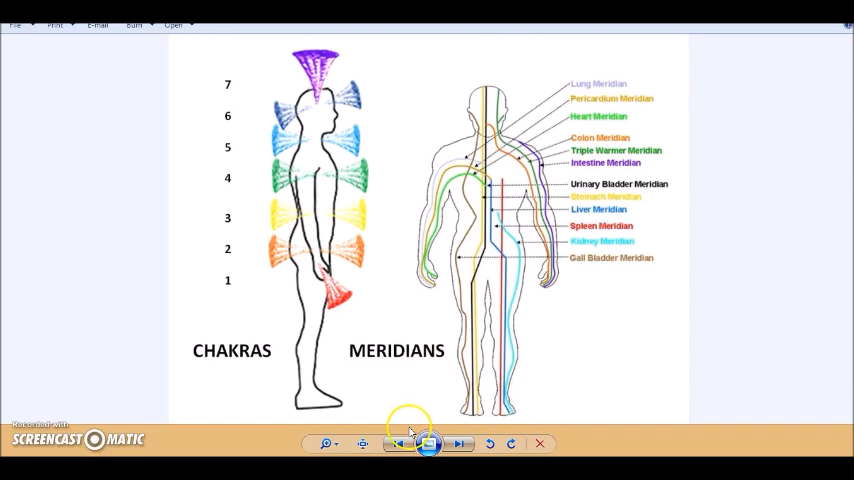 File Print E-mail Burn Open
7
6
5
4
3
2
1
CHAKRAS
MERIDIANS
Lung Meridian
Pericardium Meridian
Heart Meridian
Colon Meridian
Triple Warmer Meridian
Intestine Meridian
Urinary Bladder Meridian
Stomach Meridian
Liver Meridian
Spleen Meridian
Kidney Meridian
Gall Bladder Meridian
Recorded with
SCREENCAST MATIC